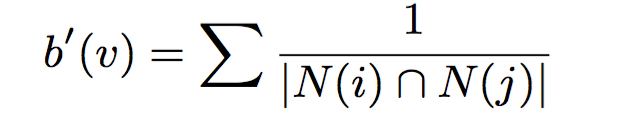 b′(v) = ∑ 1 / |N(i) ∩ N(j)|